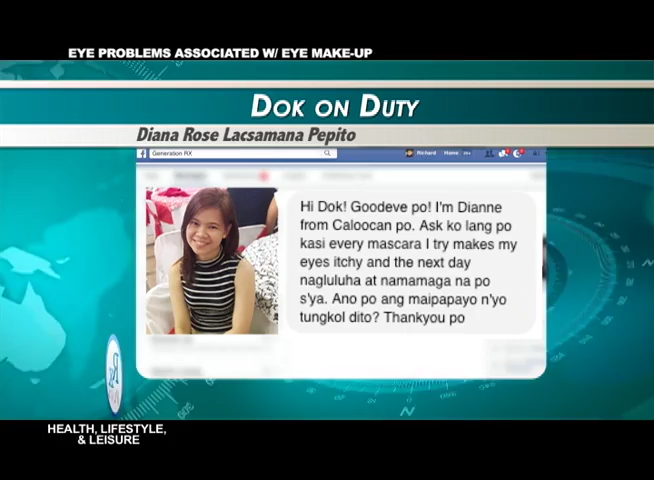 EYE PROBLEMS ASSOCIATED W/ EYE MAKE-UP
DOK ON DUTY
Diana Rose Lacsamana Pepito
Generation RX
Richard Home
Hi Dok! Goodeve po! I'm Dianne
from Caloocan po. Ask ko lang po
kasi every mascara I try makes my
eyes itchy and the next day
nagluluha at namamaga na po
s'ya. Ano po ang maipapayo n'yo
tungkol dito? Thankyou po
HEALTH, LIFESTYLE,
& LEISURE